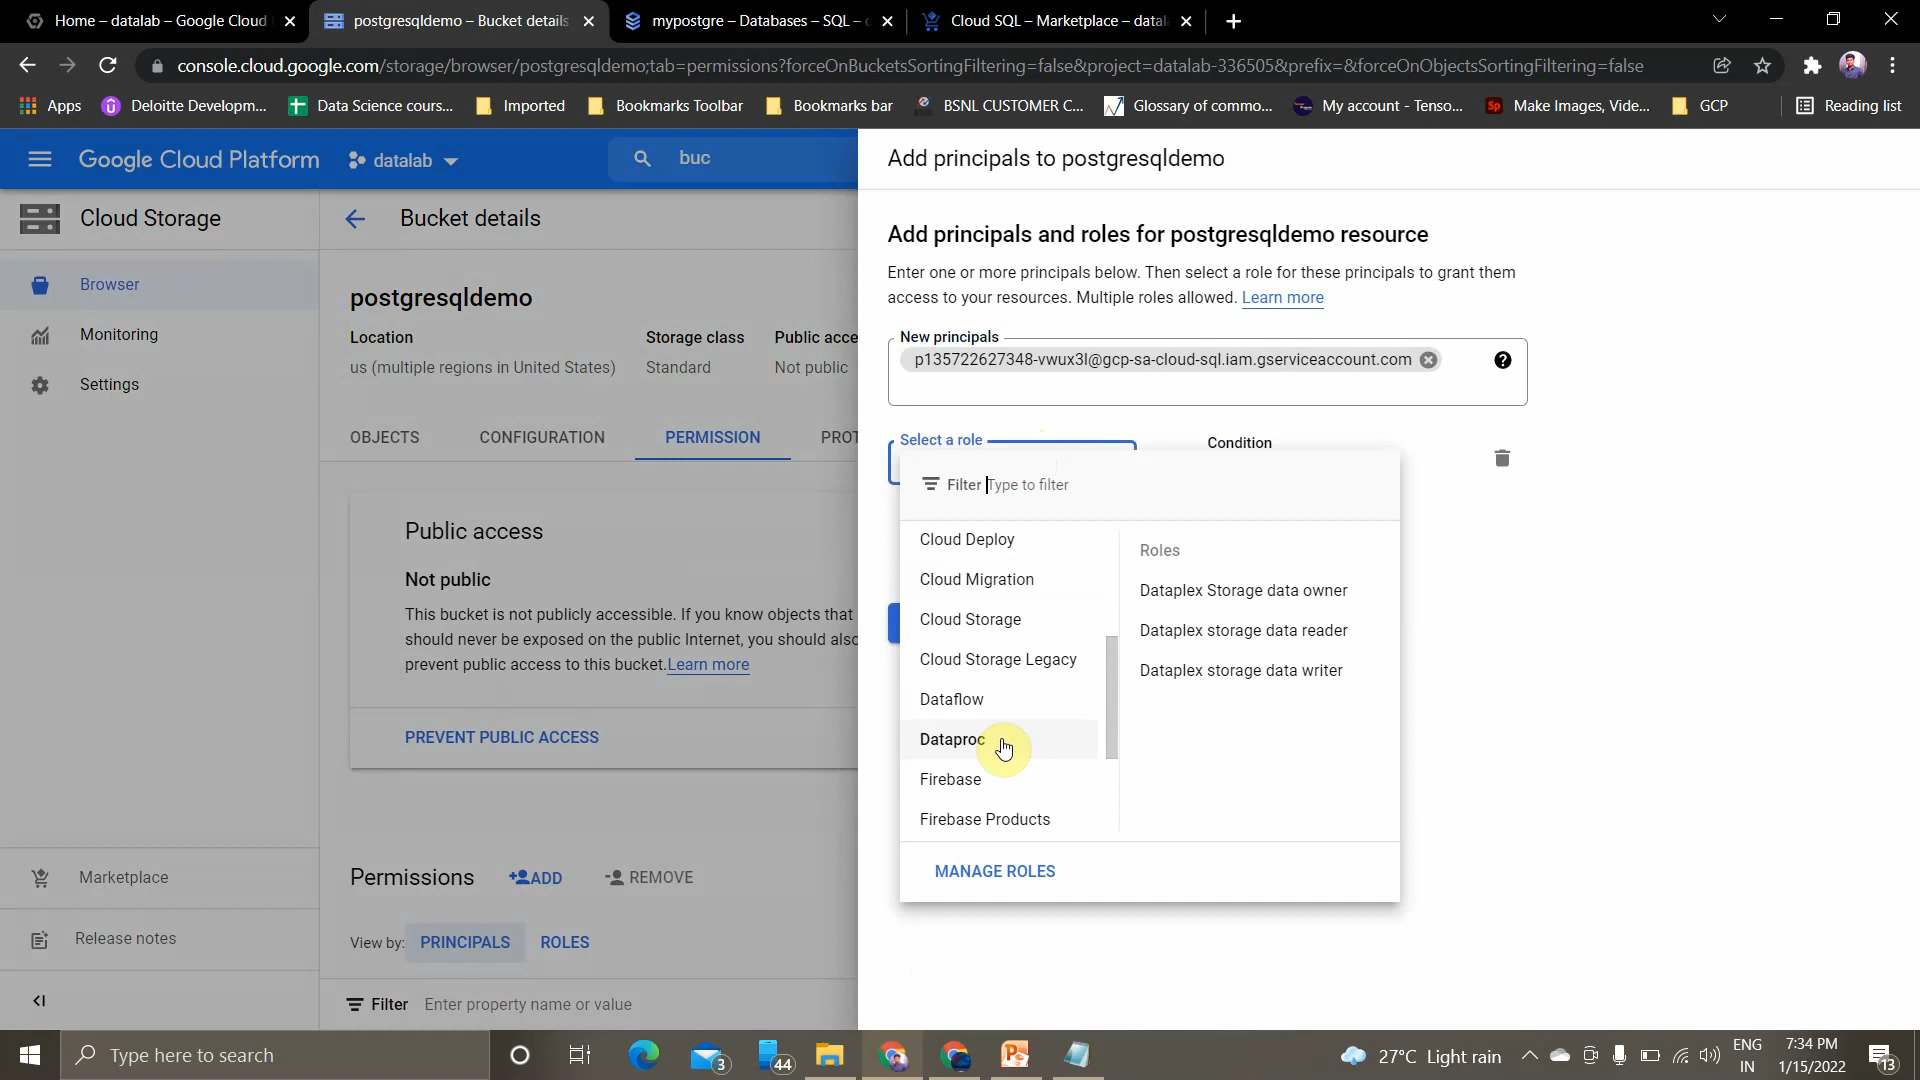 Home – datalab – Google Cloud
postgresqldemo – Bucket details
mypostgre – Databases – SQL –
Cloud SQL – Marketplace – datal
console.cloud.google.com/storage/browser/postgresqldemo;tab=permissions?forceOnBucketsSortingFiltering=false&project=datalab-336505&prefix=&forceOnObjectsSortingFiltering=false
Apps
Deloitte Developm...
Data Science cours...
Imported
Bookmarks Toolbar
Bookmarks bar
BSNL CUSTOMER C...
Glossary of commo...
My account - Tenso...
Sp
Make Images, Vide...
GCP
Reading list
Google Cloud Platform
datalab
buc
Cloud Storage
Browser
Monitoring
Settings
Marketplace
Release notes
Bucket details
postgresqldemo
Location
us (multiple regions in United States)
Storage class
Standard
Public acce
Not public
OBJECTS
CONFIGURATION
PERMISSION
PROT
Public access
Not public
This bucket is not publicly accessible. If you know objects that
should never be exposed on the public Internet, you should also
prevent public access to this bucket. Learn more
PREVENT PUBLIC ACCESS
Permissions
ADD
REMOVE
View by:
PRINCIPALS
ROLES
Filter
Enter property name or value
Add principals to postgresqldemo
Add principals and roles for postgresqldemo resource
Enter one or more principals below. Then select a role for these principals to grant them
access to your resources. Multiple roles allowed. Learn more
New principals
p135722627348-vwux3l@gcp-sa-cloud-sql.iam.gserviceaccount.com
Select a role
Condition
Filter
Type to filter
Cloud Deploy
Cloud Migration
Cloud Storage
Cloud Storage Legacy
Dataflow
Dataproc
Firebase
Firebase Products
Roles
Dataplex Storage data owner
Dataplex storage data reader
Dataplex storage data writer
MANAGE ROLES
Type here to search
3
44
27°C Light rain
ENG
IN
7:34 PM
1/15/2022
13